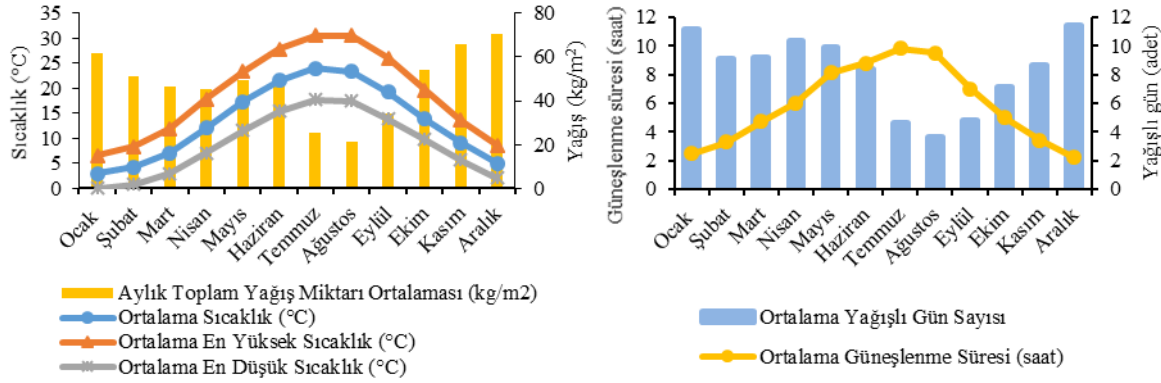 35
30
25
20
15
10
5
0
Sıcaklık (°C)
80
60
40
20
0
Yağış (kg/m²)
Ocak
Şubat
Mart
Nisan
Mayıs
Haziran
Temmuz
Ağustos
Eylül
Ekim
Kasım
Aralık
Aylık Toplam Yağış Miktarı Ortalaması (kg/m2)
Ortalama Sıcaklık (°C)
Ortalama En Yüksek Sıcaklık (°C)
Ortalama En Düşük Sıcaklık (°C)
12
10
8
6
4
2
0
Güneşlenme süresi (saat)
12
10
8
6
4
2
0
Yağışlı gün (adet)
Ocak
Şubat
Mart
Nisan
Mayıs
Haziran
Temmuz
Ağustos
Eylül
Ekim
Kasım
Aralık
Ortalama Yağışlı Gün Sayısı
Ortalama Güneşlenme Süresi (saat)